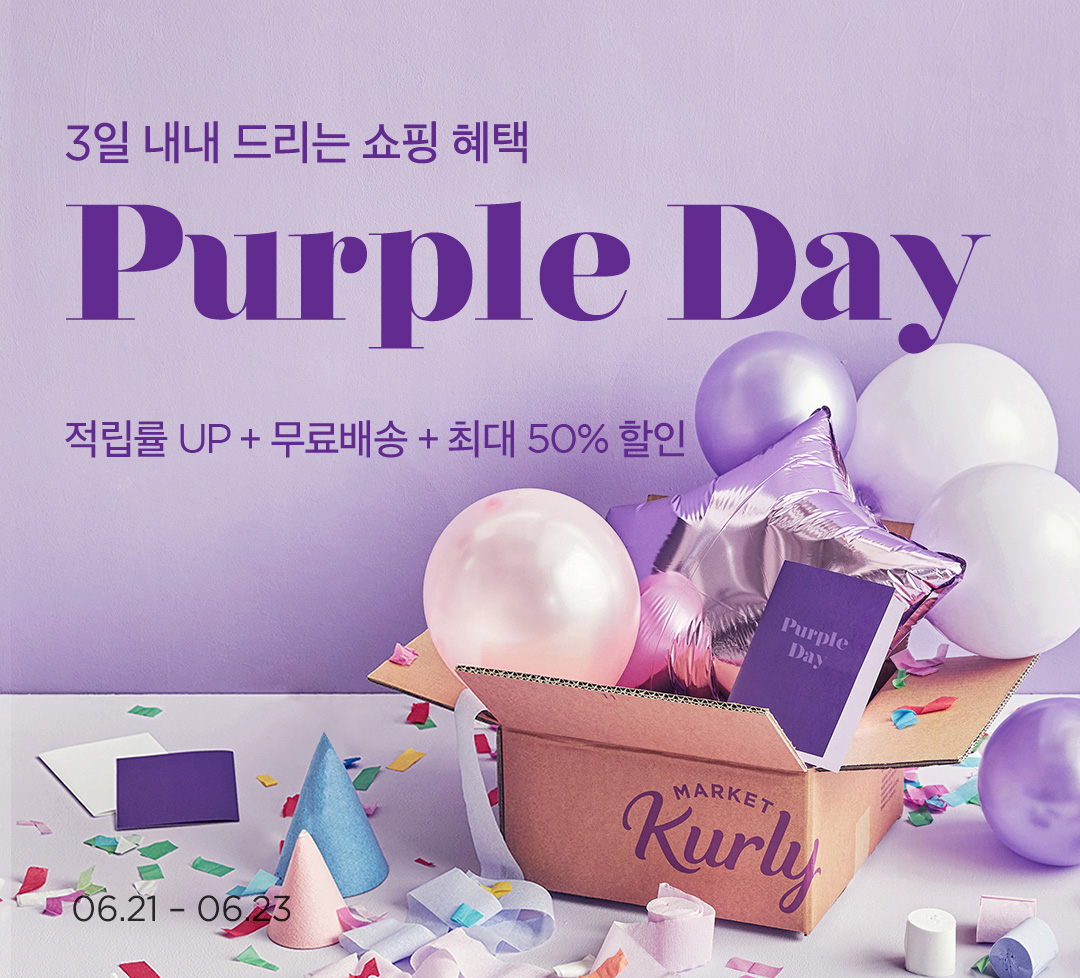 3일 내내 드리는 쇼핑 혜택
Purple Day
적립률 UP + 무료배송 + 최대 50% 할인
Purple
Day
MARKET
Kurly
06.21 - 06.23